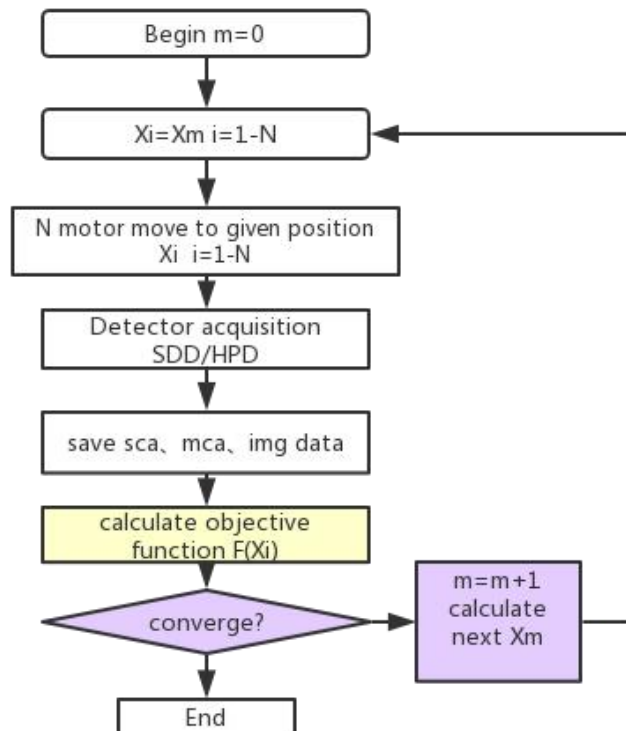 Begin m=0
Xi=Xm i=1-N
N motor move to given position
Xi i=1-N
Detector acquisition
SDD/HPD
save sca、mca、img data
calculate objective
function F(Xi)
converge?
m=m+1
calculate
next Xm
End